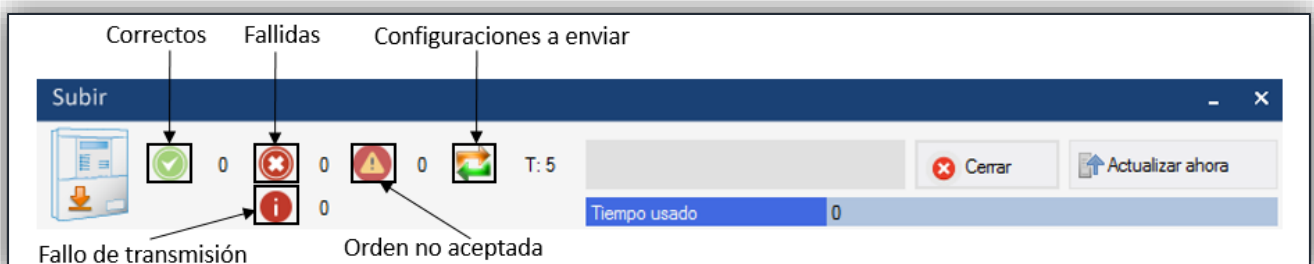 Correctos Fallidas Configuraciones a enviar
Subir
0 0 0 T: 5 Cerrar Actualizar ahora
0 Tiempo usado 0
Fallo de transmisión Orden no aceptada